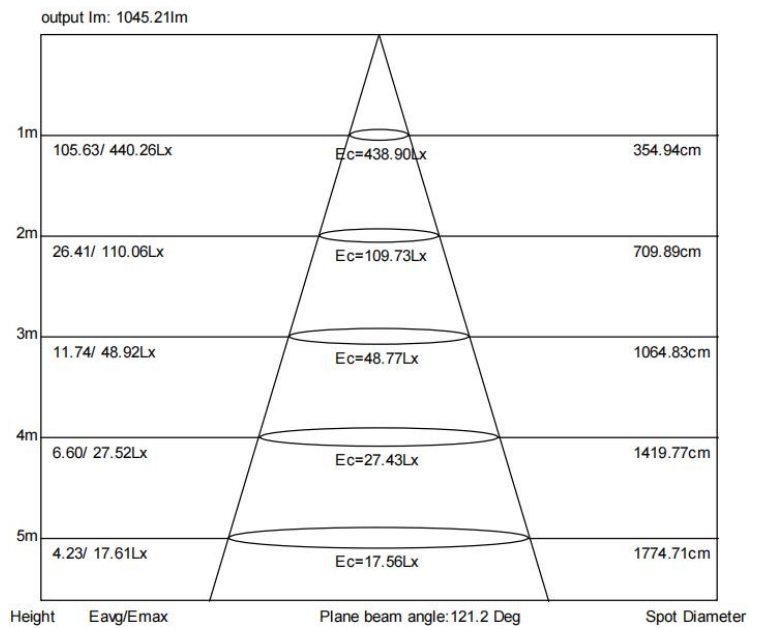 output lm: 1045.21lm
1m
105.63/ 440.26Lx
Ec=438.90Lx
354.94cm
2m
26.41/ 110.06Lx
Ec=109.73Lx
709.89cm
3m
11.74/ 48.92Lx
Ec=48.77Lx
1064.83cm
4m
6.60/ 27.52Lx
Ec=27.43Lx
1419.77cm
5m
4.23/ 17.61Lx
Ec=17.56Lx
1774.71cm
Height Eavg/Emax Plane beam angle:121.2 Deg Spot Diameter